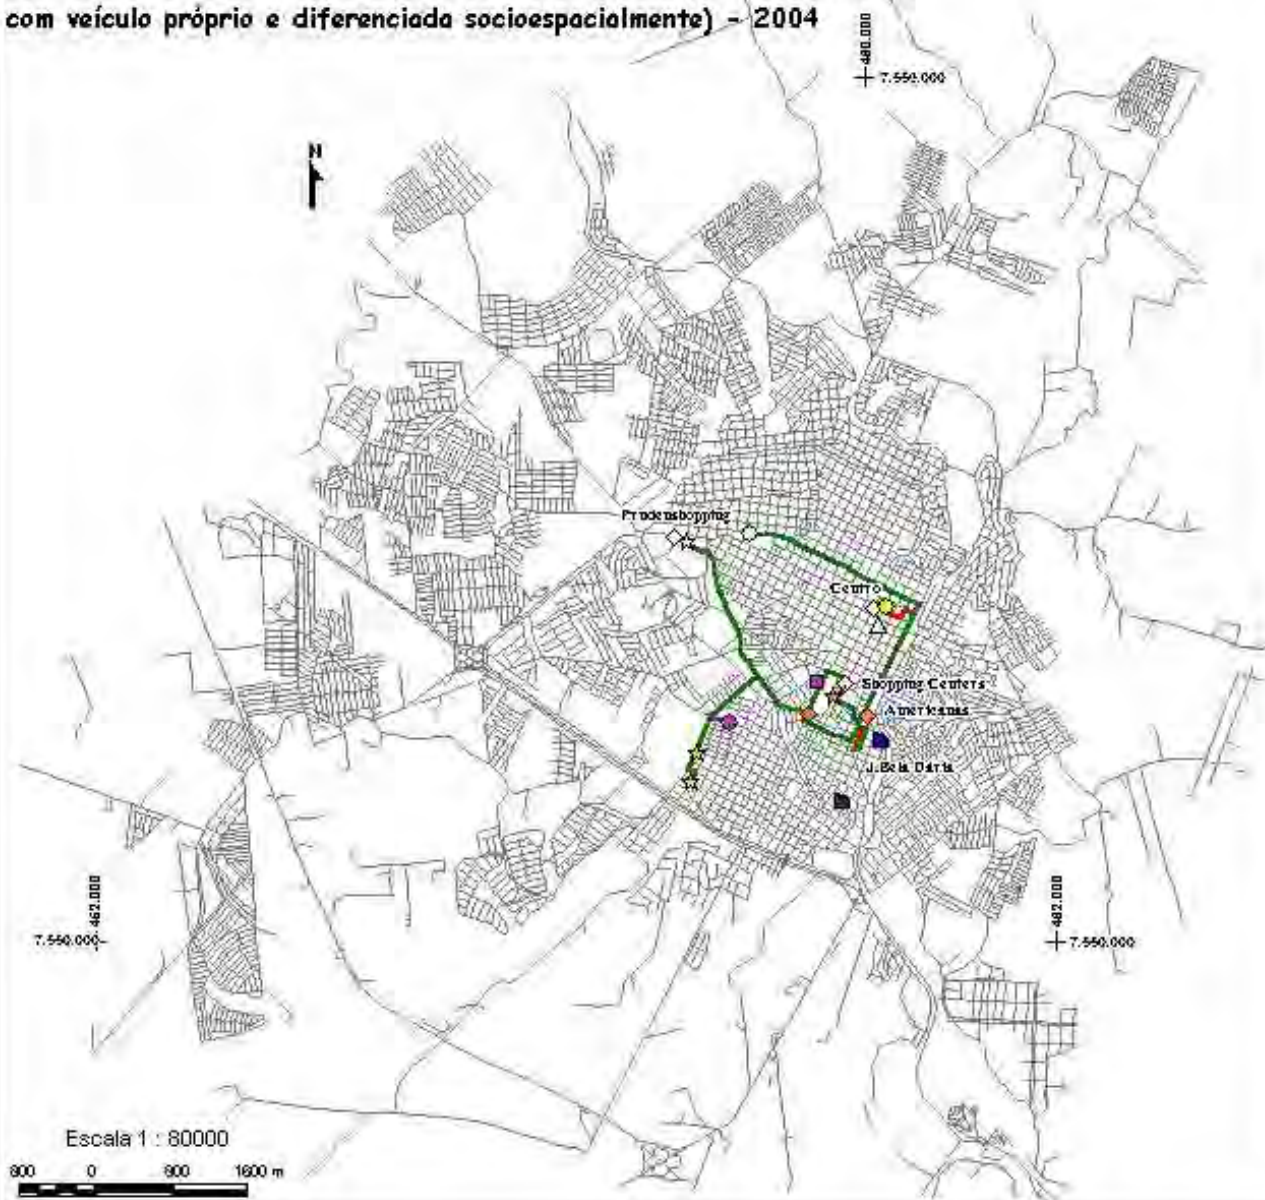 com veículo próprio e diferenciada socioespacialmente) - 2004
480.000
7.556.000
N
Prudenshopping
Centro
Shopping Centers
Americanas
J.Bela Dária
462.000
7.550.000
482.000
7.550.000
Escala 1 : 80000
800 0 800 1600 m